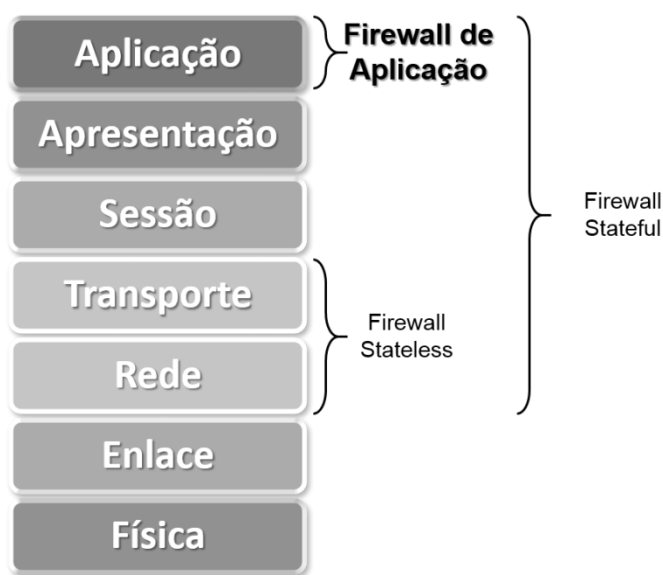 Aplicação
Firewall de
Aplicação
Apresentação
Sessão
Firewall
Stateful
Transporte
Firewall
Stateless
Rede
Enlace
Física